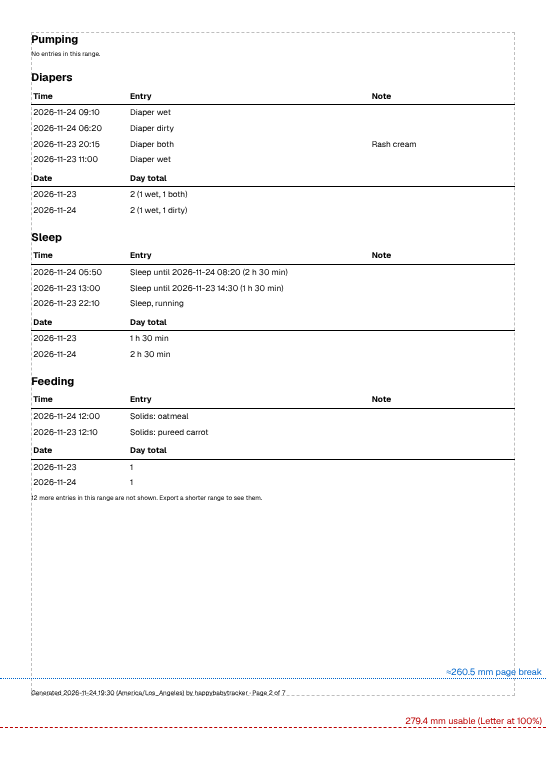 Pumping
No entries in this range.
Diapers
Time Entry Note
2026-11-24 09:10 Diaper wet
2026-11-24 06:20 Diaper dirty
2026-11-23 20:15 Diaper both Rash cream
2026-11-23 11:00 Diaper wet
Date Day total
2026-11-23 2 (1 wet, 1 both)
2026-11-24 2 (1 wet, 1 dirty)
Sleep
Time Entry Note
2026-11-24 05:50 Sleep until 2026-11-24 08:20 (2 h 30 min)
2026-11-23 13:00 Sleep until 2026-11-23 14:30 (1 h 30 min)
2026-11-23 22:10 Sleep, running
Date Day total
2026-11-23 1 h 30 min
2026-11-24 2 h 30 min
Feeding
Time Entry Note
2026-11-24 12:00 Solids: oatmeal
2026-11-23 12:10 Solids: pureed carrot
Date Day total
2026-11-23 1
2026-11-24 1
12 more entries in this range are not shown. Export a shorter range to see them.
≈260.5 mm page break
Generated 2026-11-24 19:30 (America/Los_Angeles) by happybabytracker · Page 2 of 7
279.4 mm usable (Letter at 100%)